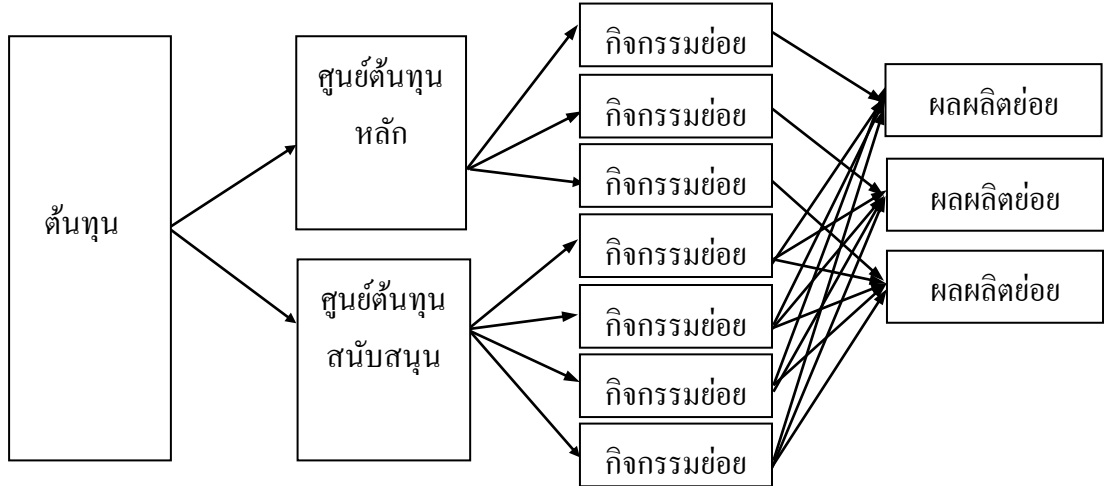 ต้นทุน
ศูนย์ต้นทุน
หลัก
ศูนย์ต้นทุน
สนับสนุน
กิจกรรมย่อย
กิจกรรมย่อย
กิจกรรมย่อย
กิจกรรมย่อย
กิจกรรมย่อย
กิจกรรมย่อย
กิจกรรมย่อย
ผลผลิตย่อย
ผลผลิตย่อย
ผลผลิตย่อย